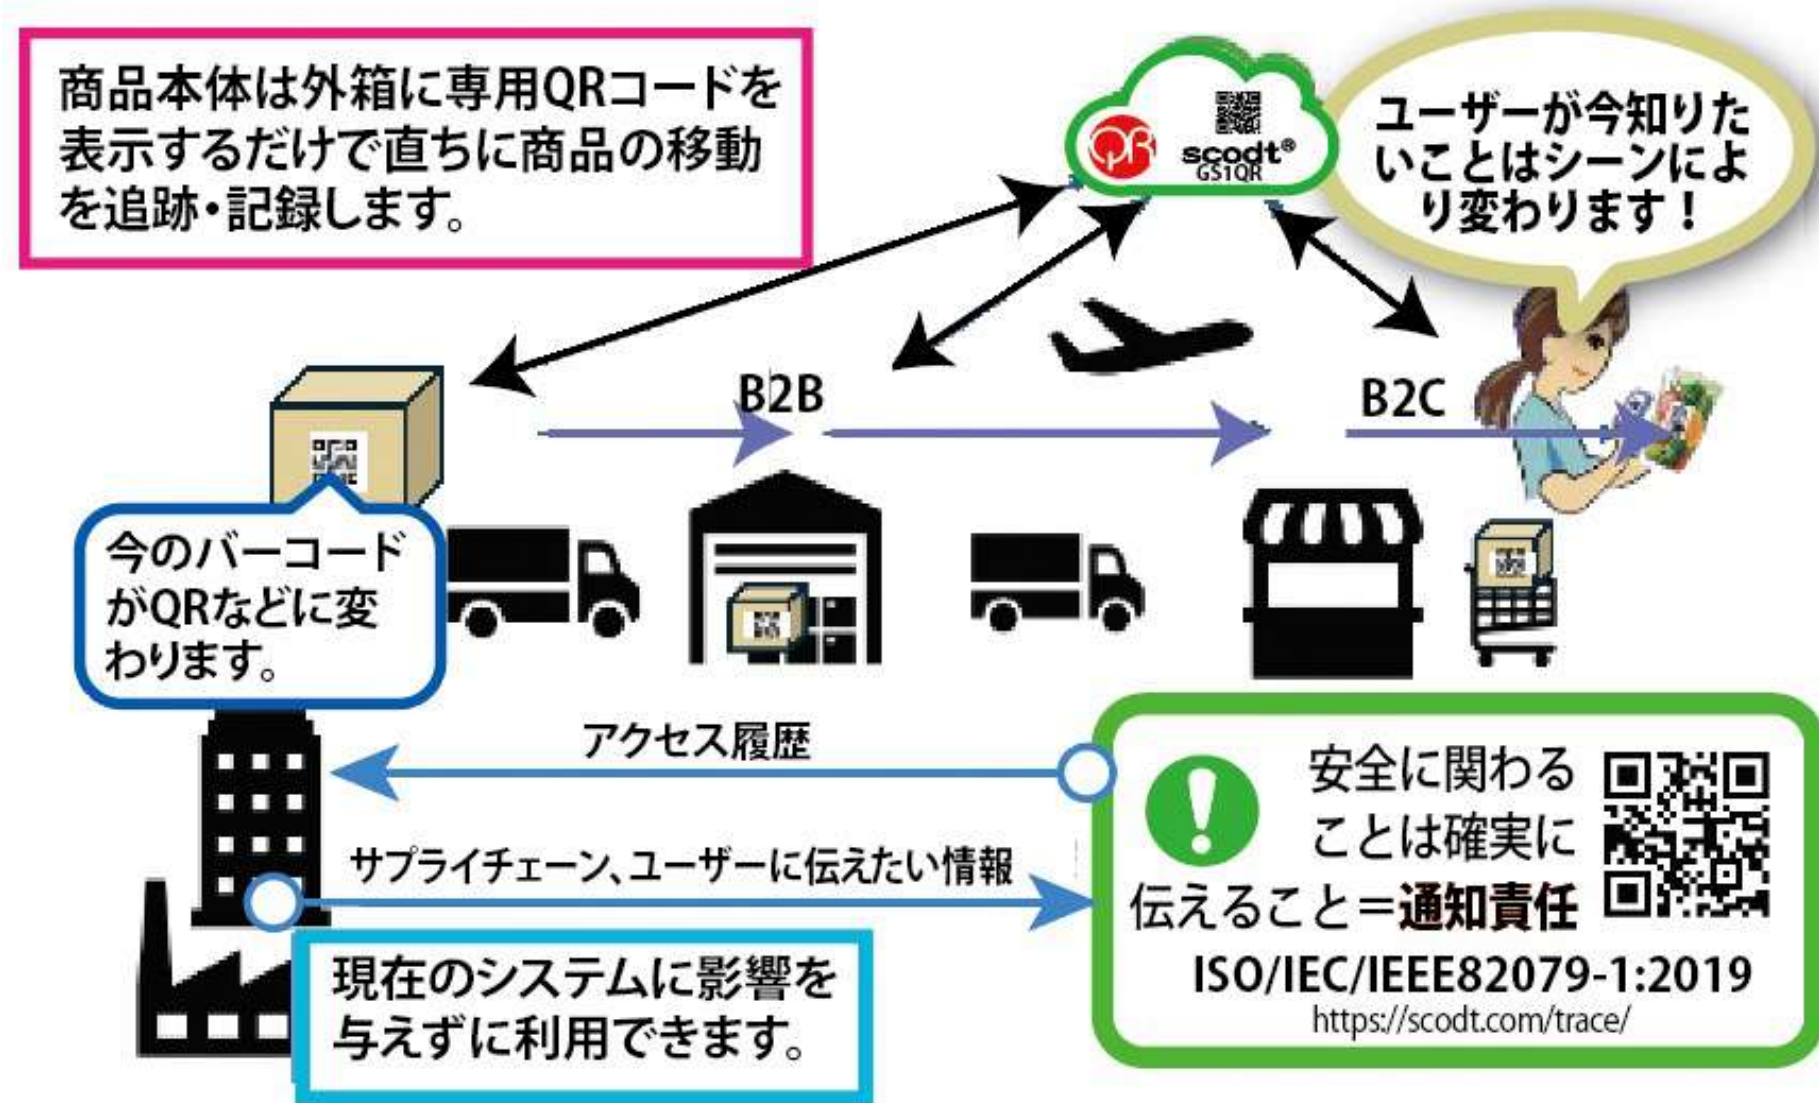 商品本体は外箱に専用QRコードを
表示するだけで直ちに商品の移動
を追跡・記録します。
QR
scodt®
GS1QR
ユーザーが今知りた
いことはシーンによ
り変わります！
B2B
B2C
今のバーコード
がQRなどに変
わります。
アクセス履歴
サプライチェーン、ユーザーに伝えたい情報
現在のシステムに影響を
与えずに利用できます。
安全に関わる
ことは確実に
伝えること＝通知責任
ISO/IEC/IEEE82079-1:2019
https://scodt.com/trace/